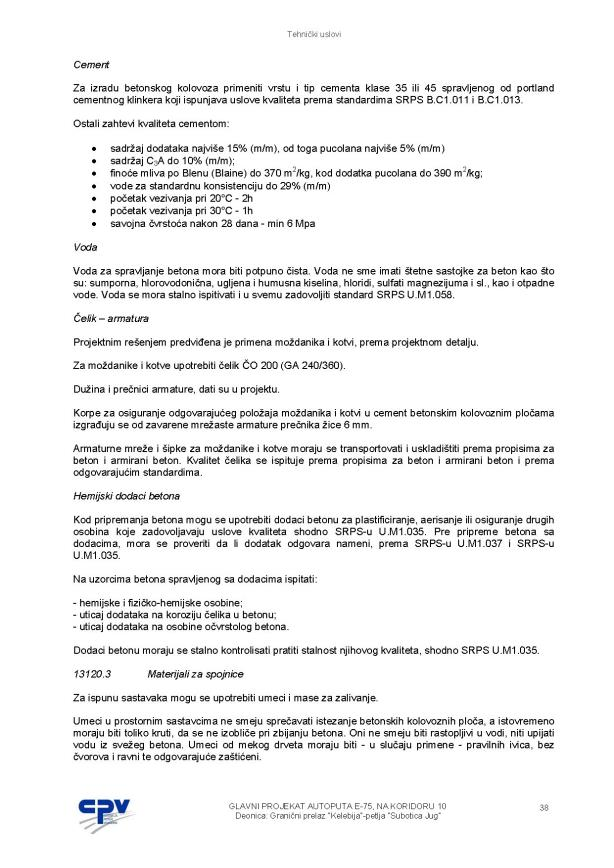 Tehnički uslovi
Cement
Za izradu betonskog kolovoza primeniti vrstu i tip cementa klase 35 ili 45 spravljenog od portland
cementnog klinkera koji ispunjava uslove kvaliteta prema standardima SRPS B.C1.011 i B.C1.013.
Ostali zahtevi kvaliteta cementom:
• sadržaj dodataka najviše 15% (m/m), od toga pucolana najviše 5% (m/m)
• sadržaj C3A do 10% (m/m);
• finoće mliva po Blenu (Blaine) do 370 m²/kg, kod dodatka pucolana do 390 m²/kg;
• vode za standardnu konsistenciju do 29% (m/m)
• početak vezivanja pri 20°C - 2h
• početak vezivanja pri 30°C - 1h
• savojna čvrstoća nakon 28 dana - min 6 Mpa
Voda
Voda za spravljanje betona mora biti potpuno čista. Voda ne sme imati štetne sastojke za beton kao što
su: sumporna, hlorovodonična, ugljena i humusna kiselina, hloridi, sulfati magnezijuma i sl., kao i otpadne
vode. Voda se mora stalno ispitivati i u svemu zadovoljiti standard SRPS U.M1.058.
Čelik – armatura
Projektnim rešenjem predviđena je primena moždanika i kotvi, prema projektnom detalju.
Za moždanike i kotve upotrebiti čelik ČO 200 (GA 240/360).
Dužina i prečnici armature, dati su u projektu.
Korpe za osiguranje odgovarajućeg položaja moždanika i kotvi u cement betonskim kolovoznim pločama
izgrađuju se od zavarene mrežaste armature prečnika žice 6 mm.
Armaturne mreže i šipke za moždanike i kotve moraju se transportovati i uskladištiti prema propisima za
beton i armirani beton. Kvalitet čelika se ispituje prema propisima za beton i armirani beton i prema
odgovarajućim standardima.
Hemijski dodaci betona
Kod pripremanja betona mogu se upotrebiti dodaci betonu za plastificiranje, aerisanje ili osiguranje drugih
osobina koje zadovoljavaju uslove kvaliteta shodno SRPS-u U.M1.035. Pre pripreme betona sa
dodacima, mora se proveriti da li dodatak odgovara nameni, prema SRPS-u U.M1.037 i SRPS-u
U.M1.035.
Na uzorcima betona spravljenog sa dodacima ispitati:
- hemijske i fizičko-hemijske osobine;
- uticaj dodataka na koroziju čelika u betonu;
- uticaj dodataka na osobine očvrstolog betona.
Dodaci betonu moraju se stalno kontrolisati pratiti stalnost njihovog kvaliteta, shodno SRPS U.M1.035.
13120.3 Materijali za spojnice
Za ispunu sastavaka mogu se upotrebiti umeci i mase za zalivanje.
Umeci u prostornim sastavcima ne smeju sprečavati istezanje betonskih kolovoznih ploča, a istovremeno
moraju biti toliko kruti, da se ne izobliče pri zbijanju betona. Oni ne smeju biti rastopljivi u vodi, niti upijati
vodu iz svežeg betona. Umeci od mekog drveta moraju biti - u slučaju primene - pravilnih ivica, bez
čvorova i ravni te odgovarajuće zaštićeni.
CPV
GLAVNI PROJEKAT AUTOPUTA E-75, NA KORIDORU 10
38
Deonica: Granični prelaz "Kelebija"-petlja "Subotica Jug"